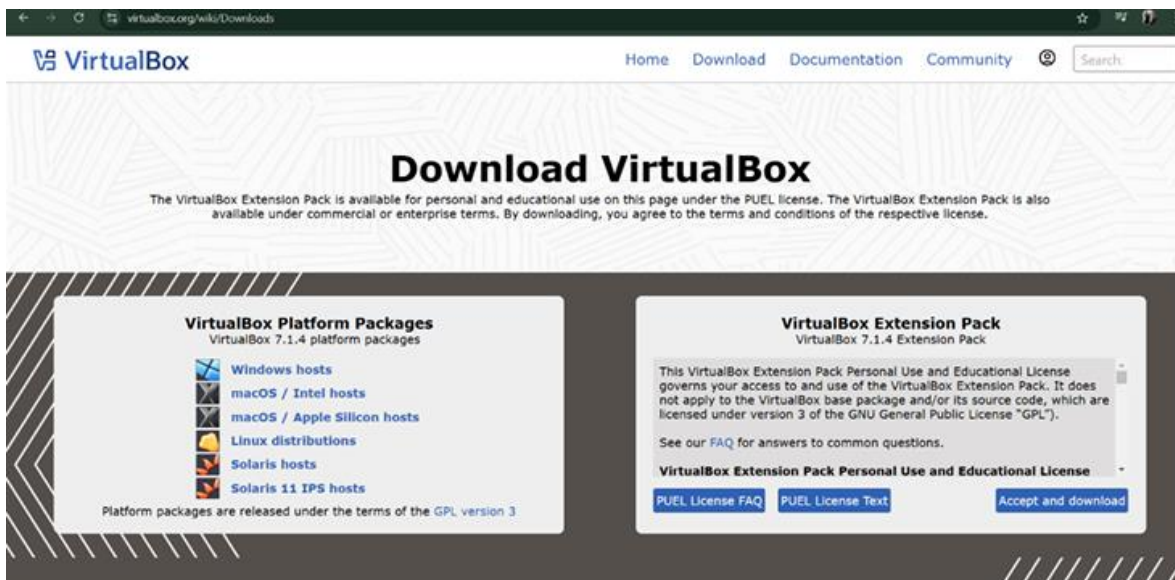 virtualbox.org/wiki/Downloads
VirtualBox
Home Download Documentation Community Search:
Download VirtualBox
The VirtualBox Extension Pack is available for personal and educational use on this page under the PUEL license. The VirtualBox Extension Pack is also
available under commercial or enterprise terms. By downloading, you agree to the terms and conditions of the respective license.
VirtualBox Platform Packages
VirtualBox 7.1.4 platform packages
Windows hosts
macOS / Intel hosts
macOS / Apple Silicon hosts
Linux distributions
Solaris hosts
Solaris 11 IPS hosts
Platform packages are released under the terms of the GPL version 3
VirtualBox Extension Pack
VirtualBox 7.1.4 Extension Pack
This VirtualBox Extension Pack Personal Use and Educational License
governs your access to and use of the VirtualBox Extension Pack. It does
not apply to the VirtualBox base package and/or its source code, which are
licensed under version 3 of the GNU General Public License "GPL").
See our FAQ for answers to common questions.
VirtualBox Extension Pack Personal Use and Educational License
PUEL License FAQ PUEL License Text Accept and download